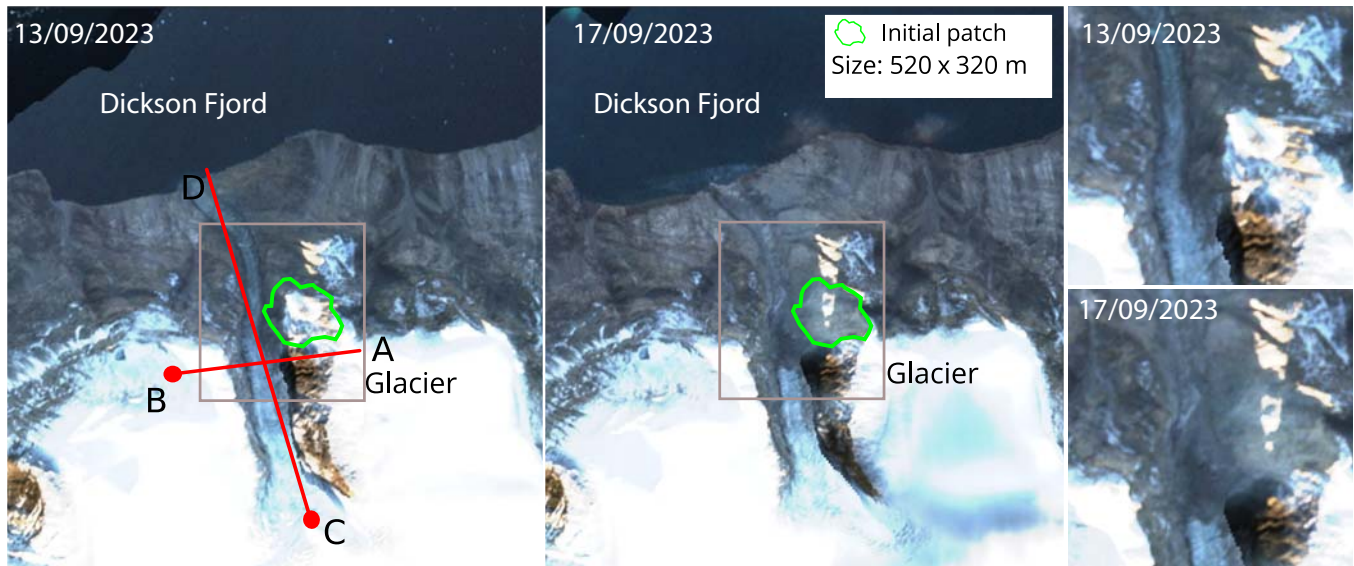 13/09/2023
Dickson Fjord
D
A
Glacier
B
C
17/09/2023
Initial patch
Size: 520 x 320 m
Dickson Fjord
Glacier
13/09/2023
17/09/2023